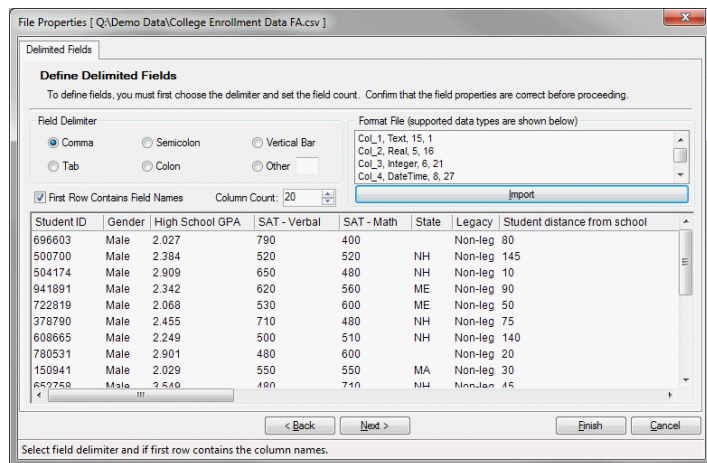 File Properties [ Q:\Demo Data\College Enrollment Data FA.csv ]
Delimited Fields
Define Delimited Fields
To define fields, you must first choose the delimiter and set the field count. Confirm that the field properties are correct before proceeding.
Field Delimiter
Comma Semicolon Vertical Bar
Tab Colon Other
Format File (supported data types are shown below)
Col_1, Text, 15, 1
Col_2, Real, 5, 16
Col_3, Integer, 6, 21
Col_4, DateTime, 8, 27
First Row Contains Field Names Column Count: 20 Import
Student ID Gender High School GPA SAT - Verbal SAT - Math State Legacy Student distance from school
696603 Male 2.027 790 400 Non-leg 80
500700 Male 2.384 520 520 NH Non-leg 145
504174 Male 2.909 650 480 NH Non-leg 10
941891 Male 2.342 620 560 ME Non-leg 90
722819 Male 2.068 530 600 ME Non-leg 50
378790 Male 2.455 710 480 NH Non-leg 75
608665 Male 2.249 500 510 NH Non-leg 140
780531 Male 2.901 480 600 Non-leg 20
150941 Male 2.029 550 550 MA Non-leg 30
652758 Male 3.549 480 710 NH Non-leg 45
< Back Next > Finish Cancel
Select field delimiter and if first row contains the column names.